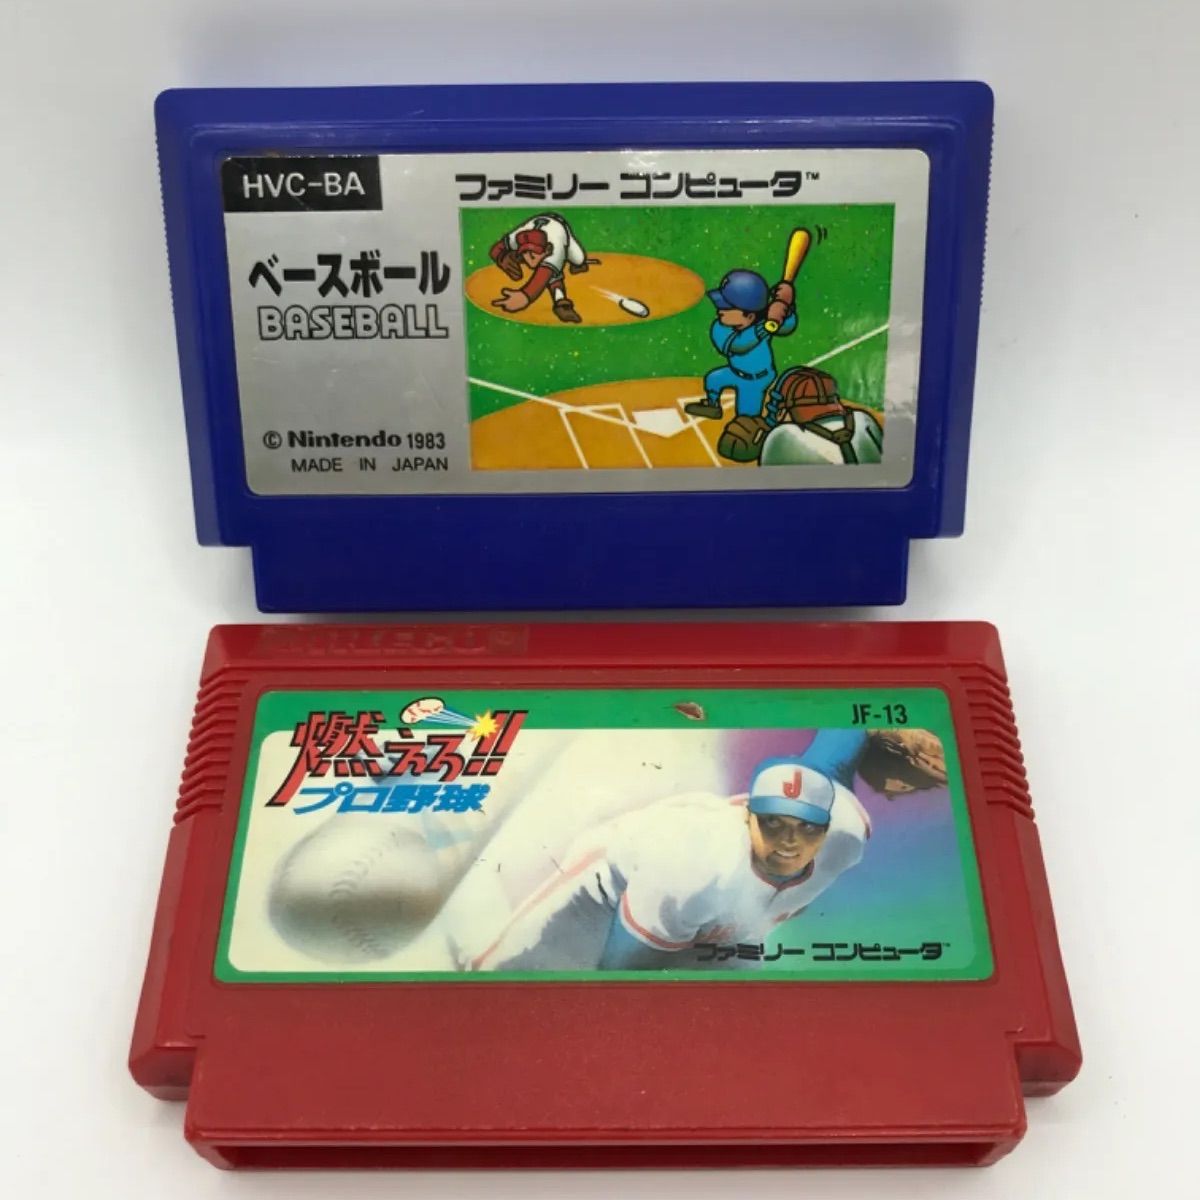 HVC-BA
ファミリー コンピュータ™
ベースボール
BASEBALL
© Nintendo 1983
MADE IN JAPAN
JALECO
燃えろ!!
プロ野球
JF-13
J
ファミリー コンピュータ™